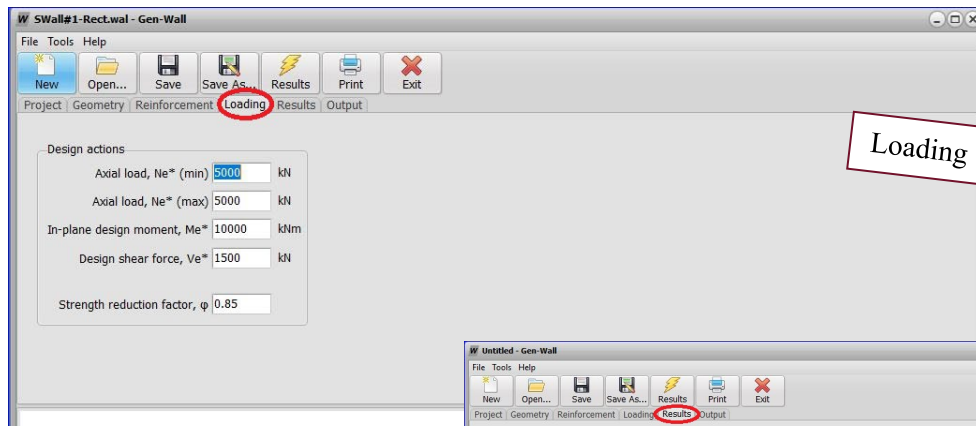 W SWall#1-Rect.wal - Gen-Wall
File Tools Help
New Open... Save Save As... Results Print Exit
Project Geometry Reinforcement Loading Results Output
Loading
Design actions
Axial load, Ne* (min) 5000 kN
Axial load, Ne* (max) 5000 kN
In-plane design moment, Me* 10000 kNm
Design shear force, Ve* 1500 kN
Strength reduction factor, φ 0.85
W Untitled - Gen-Wall
File Tools Help
New Open... Save Save As... Results Print Exit
Project Geometry Reinforcement Loading Results Output